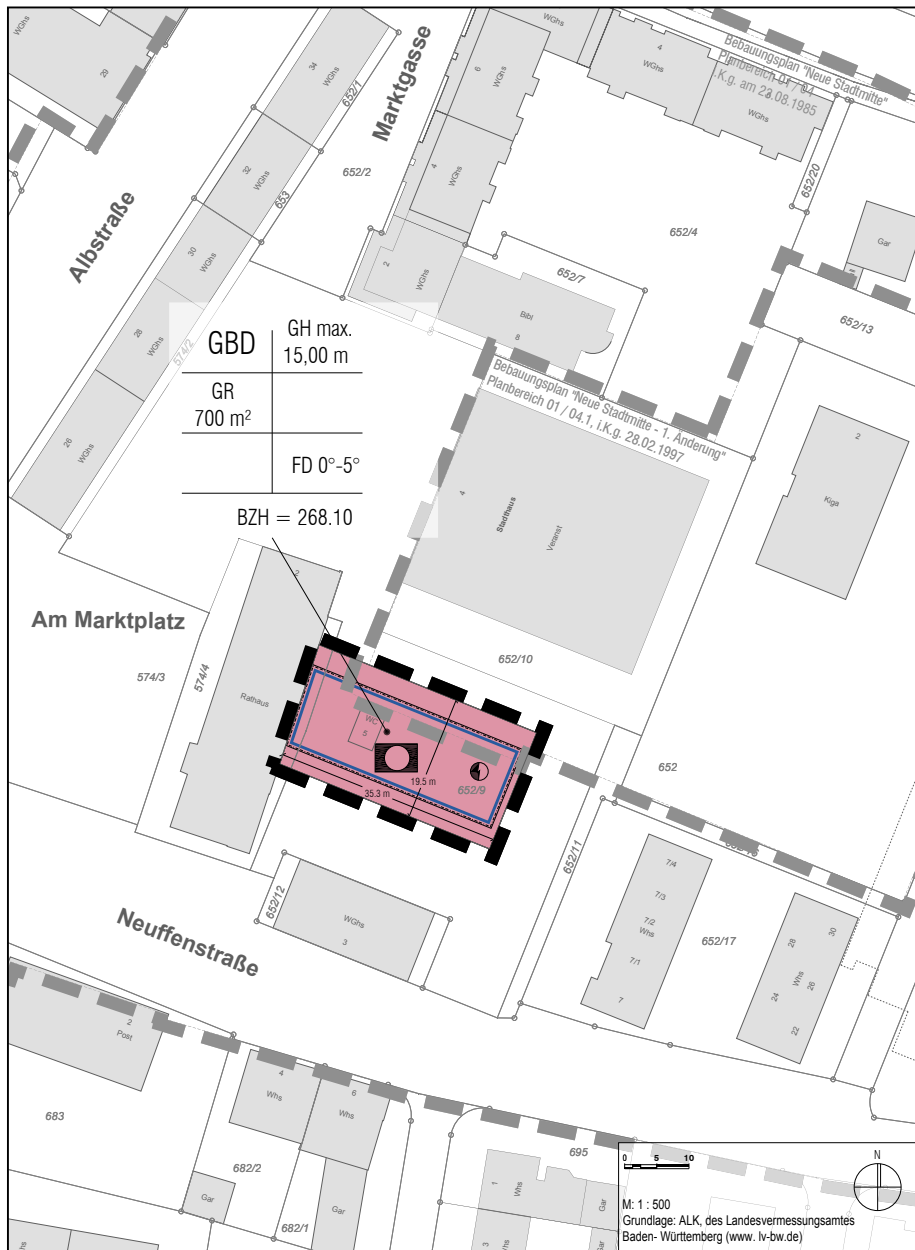 WGhs
29
34
WGhs
652/1
Marktgasse
6
WGhs
WGhs
4
WGhs
Bebauungsplan "Neue Stadtmitte"
Planbereich 01 / 04
i.K.g. am 23.08.1985
WGhs
652/20
32
WGhs
653
652/2
4
WGhs
652/4
Gar
Albstraße
30
WGhs
2
WGhs
652/7
652/13
28
WGhs
574/2
Bibl
8
GBD
GH max.
15,00 m
GR
700 m²
FD 0°-5°
BZH = 268.10
Bebauungsplan "Neue Stadtmitte - 1. Änderung"
Planbereich 01 / 04.1, i.K.g. 28.02.1997
26
WGhs
4
Stadthaus
Veranst
2
Kiga
2
Am Marktplatz
574/3
574/4
Rathaus
652/10
WC
5
19.5 m
35.3 m
652/9
652
652/11
652/12
WGhs
3
Neuffenstraße
7/4
7/3
7/2
Whs
7/1
7
652/17
28
30
Whs
24
26
22
2
Post
4
Whs
6
Whs
683
682/2
Gar
682/1
Gar
695
1
Whs
Gar
3
0 5 10
N
M: 1 : 500
Grundlage: ALK, des Landesvermessungsamtes
Baden- Württemberg (www. lv-bw.de)